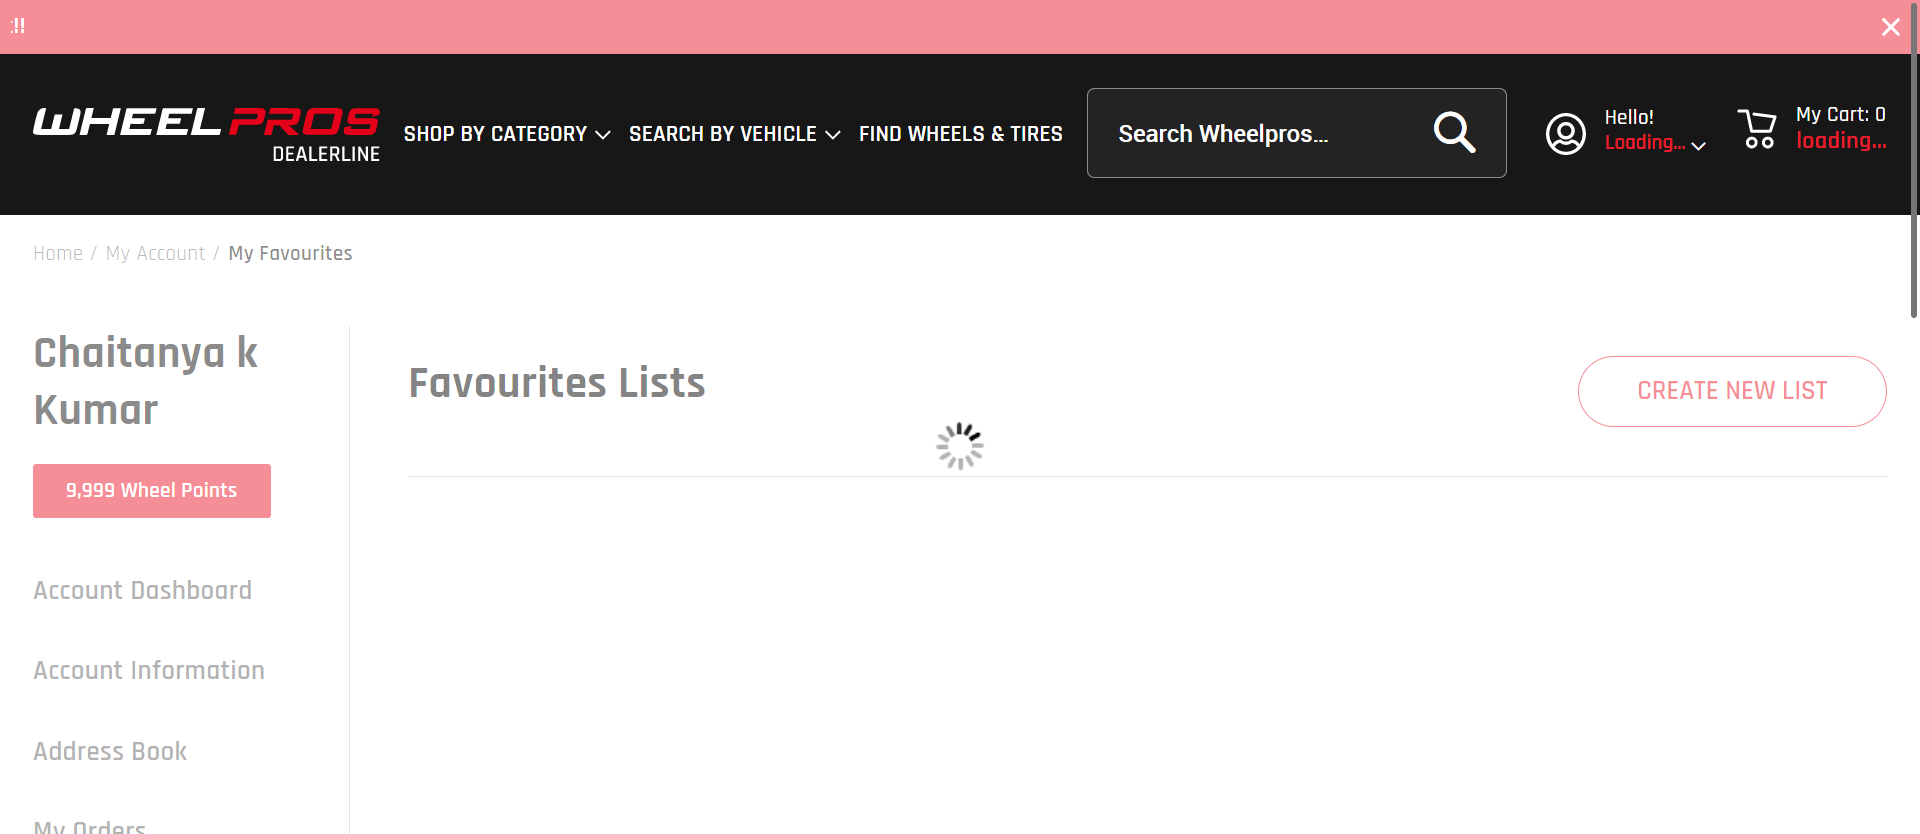 :!!
WHEEL PROS
DEALERLINE
SHOP BY CATEGORY
SEARCH BY VEHICLE
FIND WHEELS & TIRES
Search Wheelpros...
Hello!
Loading...
My Cart: 0
loading...
Home / My Account / My Favourites
Chaitanya k
Kumar
9,999 Wheel Points
Account Dashboard
Account Information
Address Book
My Orders
Favourites Lists
CREATE NEW LIST